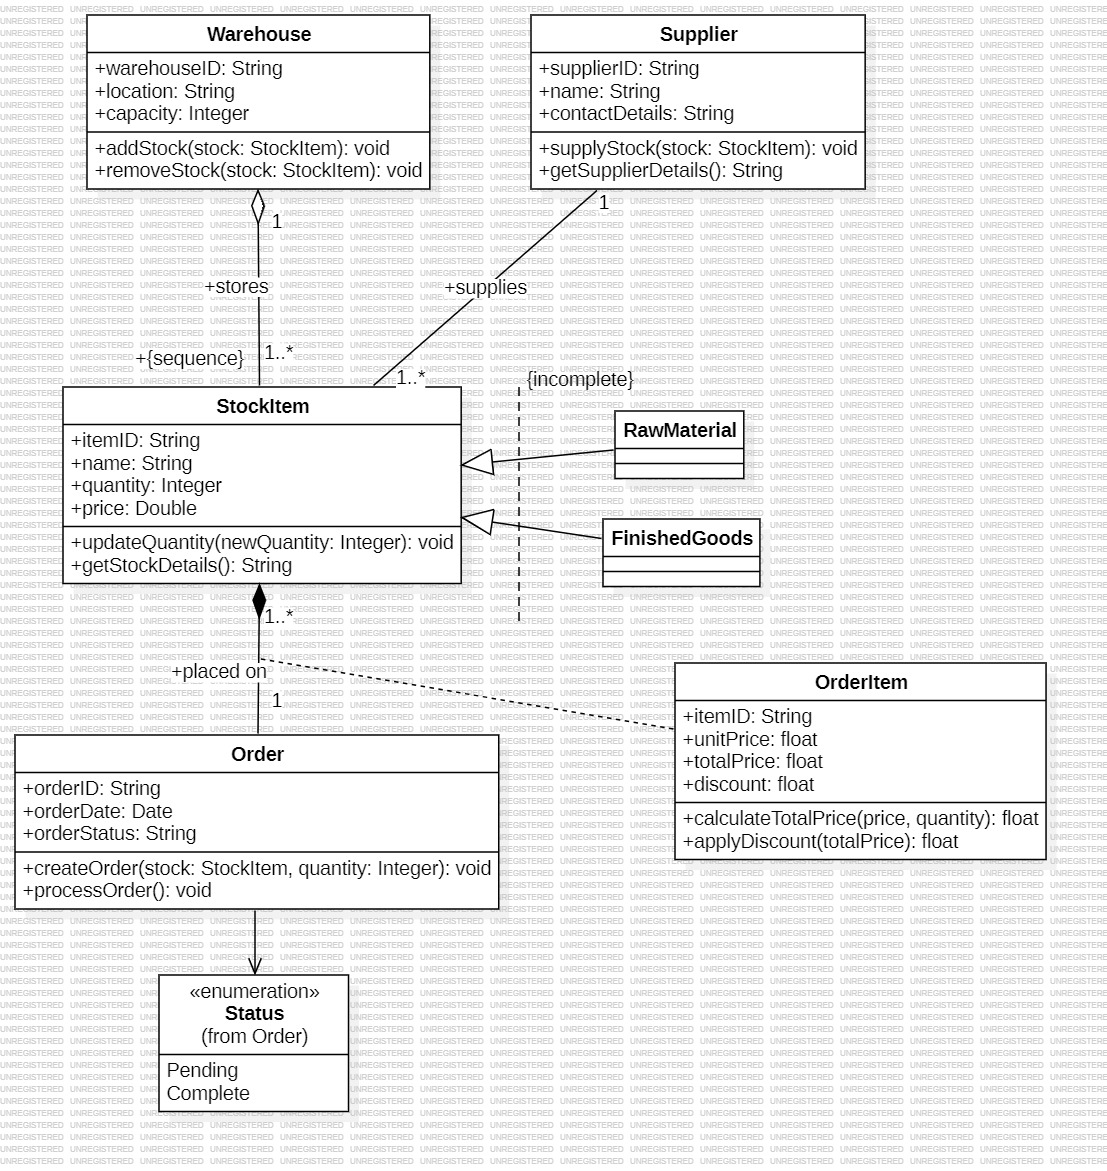 Warehouse
+warehouseID: String
+location: String
+capacity: Integer
+addStock(stock: StockItem): void
+removeStock(stock: StockItem): void
Supplier
+supplierID: String
+name: String
+contactDetails: String
+supplyStock(stock: StockItem): void
+getSupplierDetails(): String
1
1
+stores
+supplies
+{sequence}
1..*
1..*
{incomplete}
StockItem
+itemID: String
+name: String
+quantity: Integer
+price: Double
+updateQuantity(newQuantity: Integer): void
+getStockDetails(): String
RawMaterial
FinishedGoods
1..*
+placed on
1
OrderItem
+itemID: String
+unitPrice: float
+totalPrice: float
+discount: float
+calculateTotalPrice(price, quantity): float
+applyDiscount(totalPrice): float
Order
+orderID: String
+orderDate: Date
+orderStatus: String
+createOrder(stock: StockItem, quantity: Integer): void
+processOrder(): void
«enumeration»
Status
(from Order)
Pending
Complete
UNREGISTERED